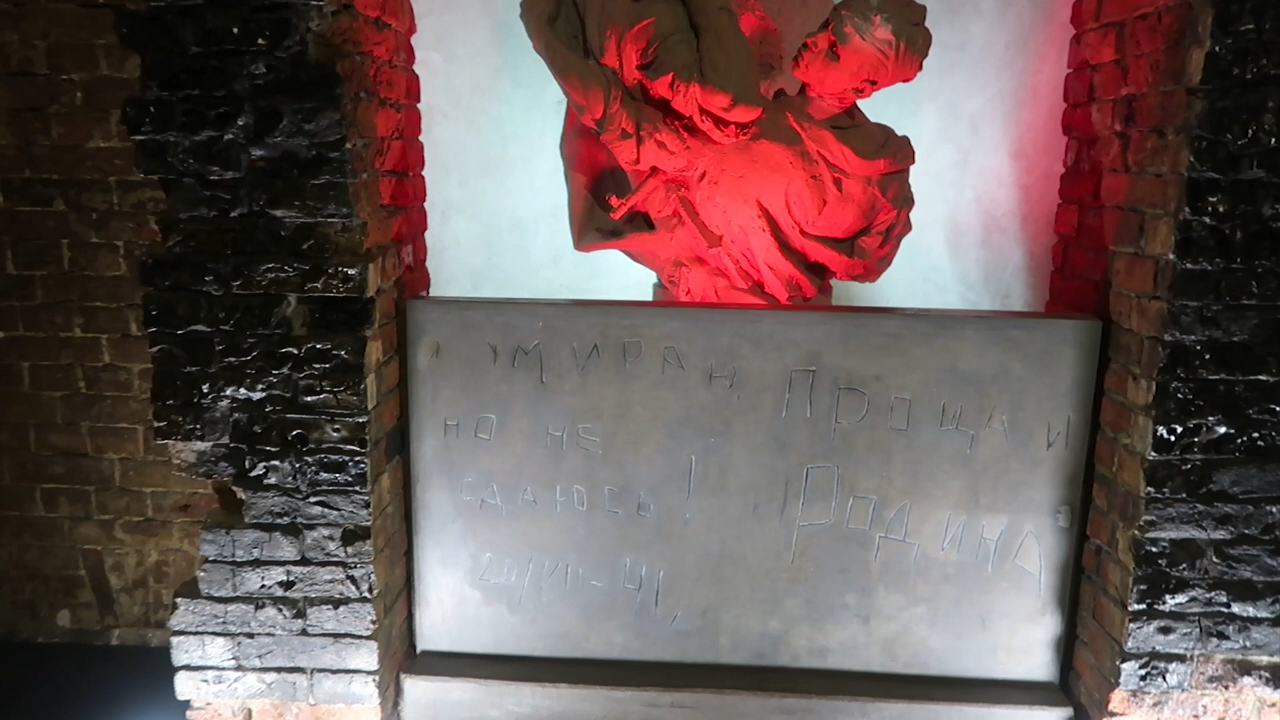 Я УМИРАЮ,
НО НЕ
СДАЮСЬ!
ПРОЩАЙ
РОДИНА
20/VII-41,